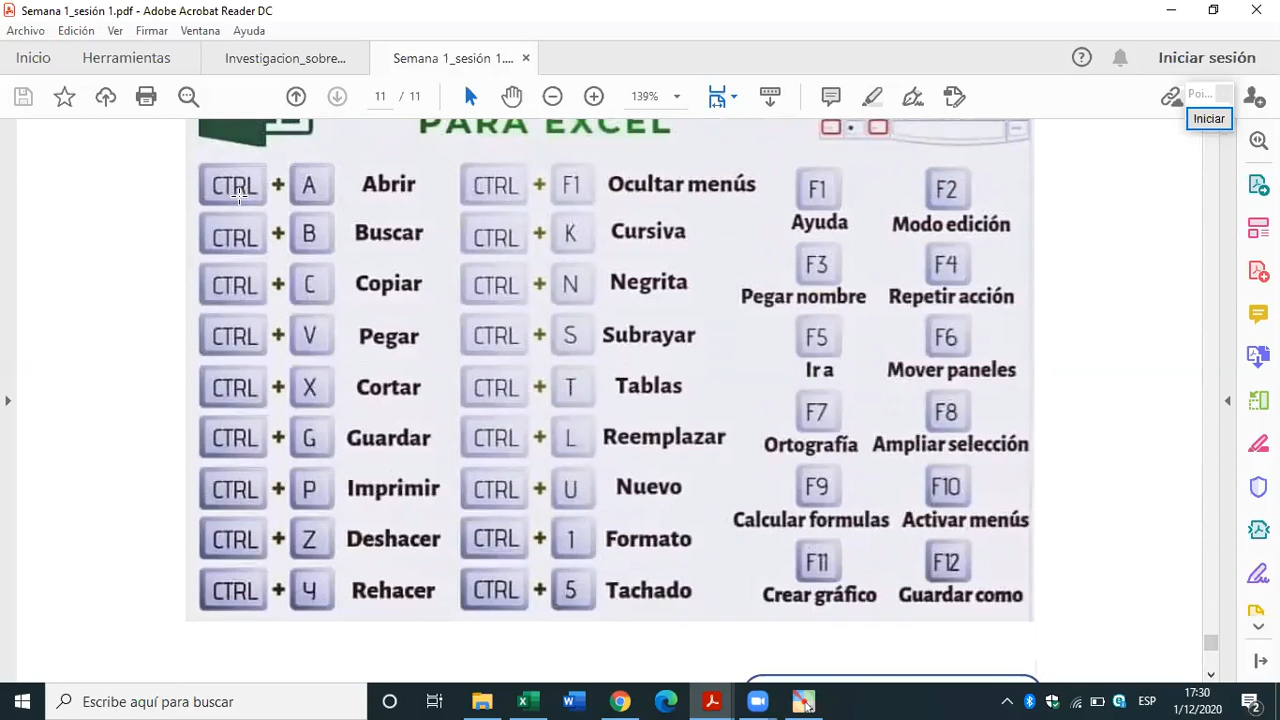 Semana 1_sesión 1.pdf - Adobe Acrobat Reader DC
Archivo Edición Ver Firmar Ventana Ayuda
Inicio Herramientas Investigacion_sobre... Semana 1_sesión 1.... × Iniciar sesión
11 / 11 139% Poi...
Iniciar
PARA EXCEL
CTRL + A Abrir CTRL + F1 Ocultar menús F1 F2
Ayuda Modo edición
CTRL + B Buscar CTRL + K Cursiva
F3 F4
CTRL + C Copiar CTRL + N Negrita
Pegar nombre Repetir acción
CTRL + V Pegar CTRL + S Subrayar F5 F6
Ir a Mover paneles
CTRL + X Cortar CTRL + T Tablas
F7 F8
CTRL + G Guardar CTRL + L Reemplazar Ortografía Ampliar selección
CTRL + P Imprimir CTRL + U Nuevo F9 F10
Calcular formulas Activar menús
CTRL + Z Deshacer CTRL + 1 Formato
F11 F12
CTRL + Y Rehacer CTRL + 5 Tachado Crear gráfico Guardar como
Escribe aquí para buscar ESP 17:30
1/12/2020 2